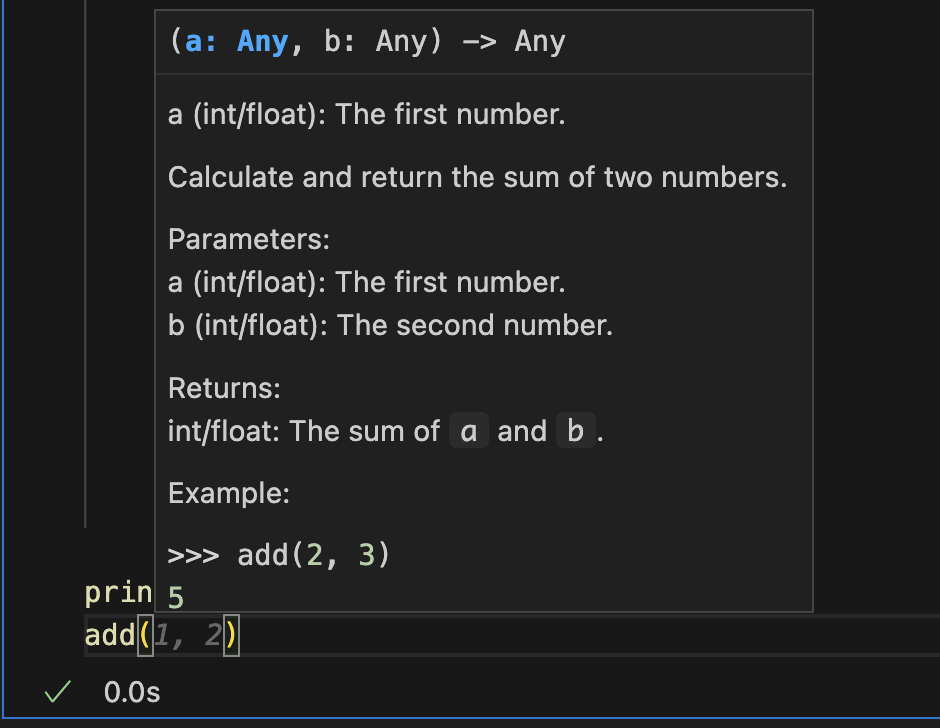 (a: Any, b: Any) -> Any
a (int/float): The first number.
Calculate and return the sum of two numbers.
Parameters:
a (int/float): The first number.
b (int/float): The second number.
Returns:
int/float: The sum of a and b.
Example:
>>> add(2, 3)
5
prin
add(1, 2)
0.0s